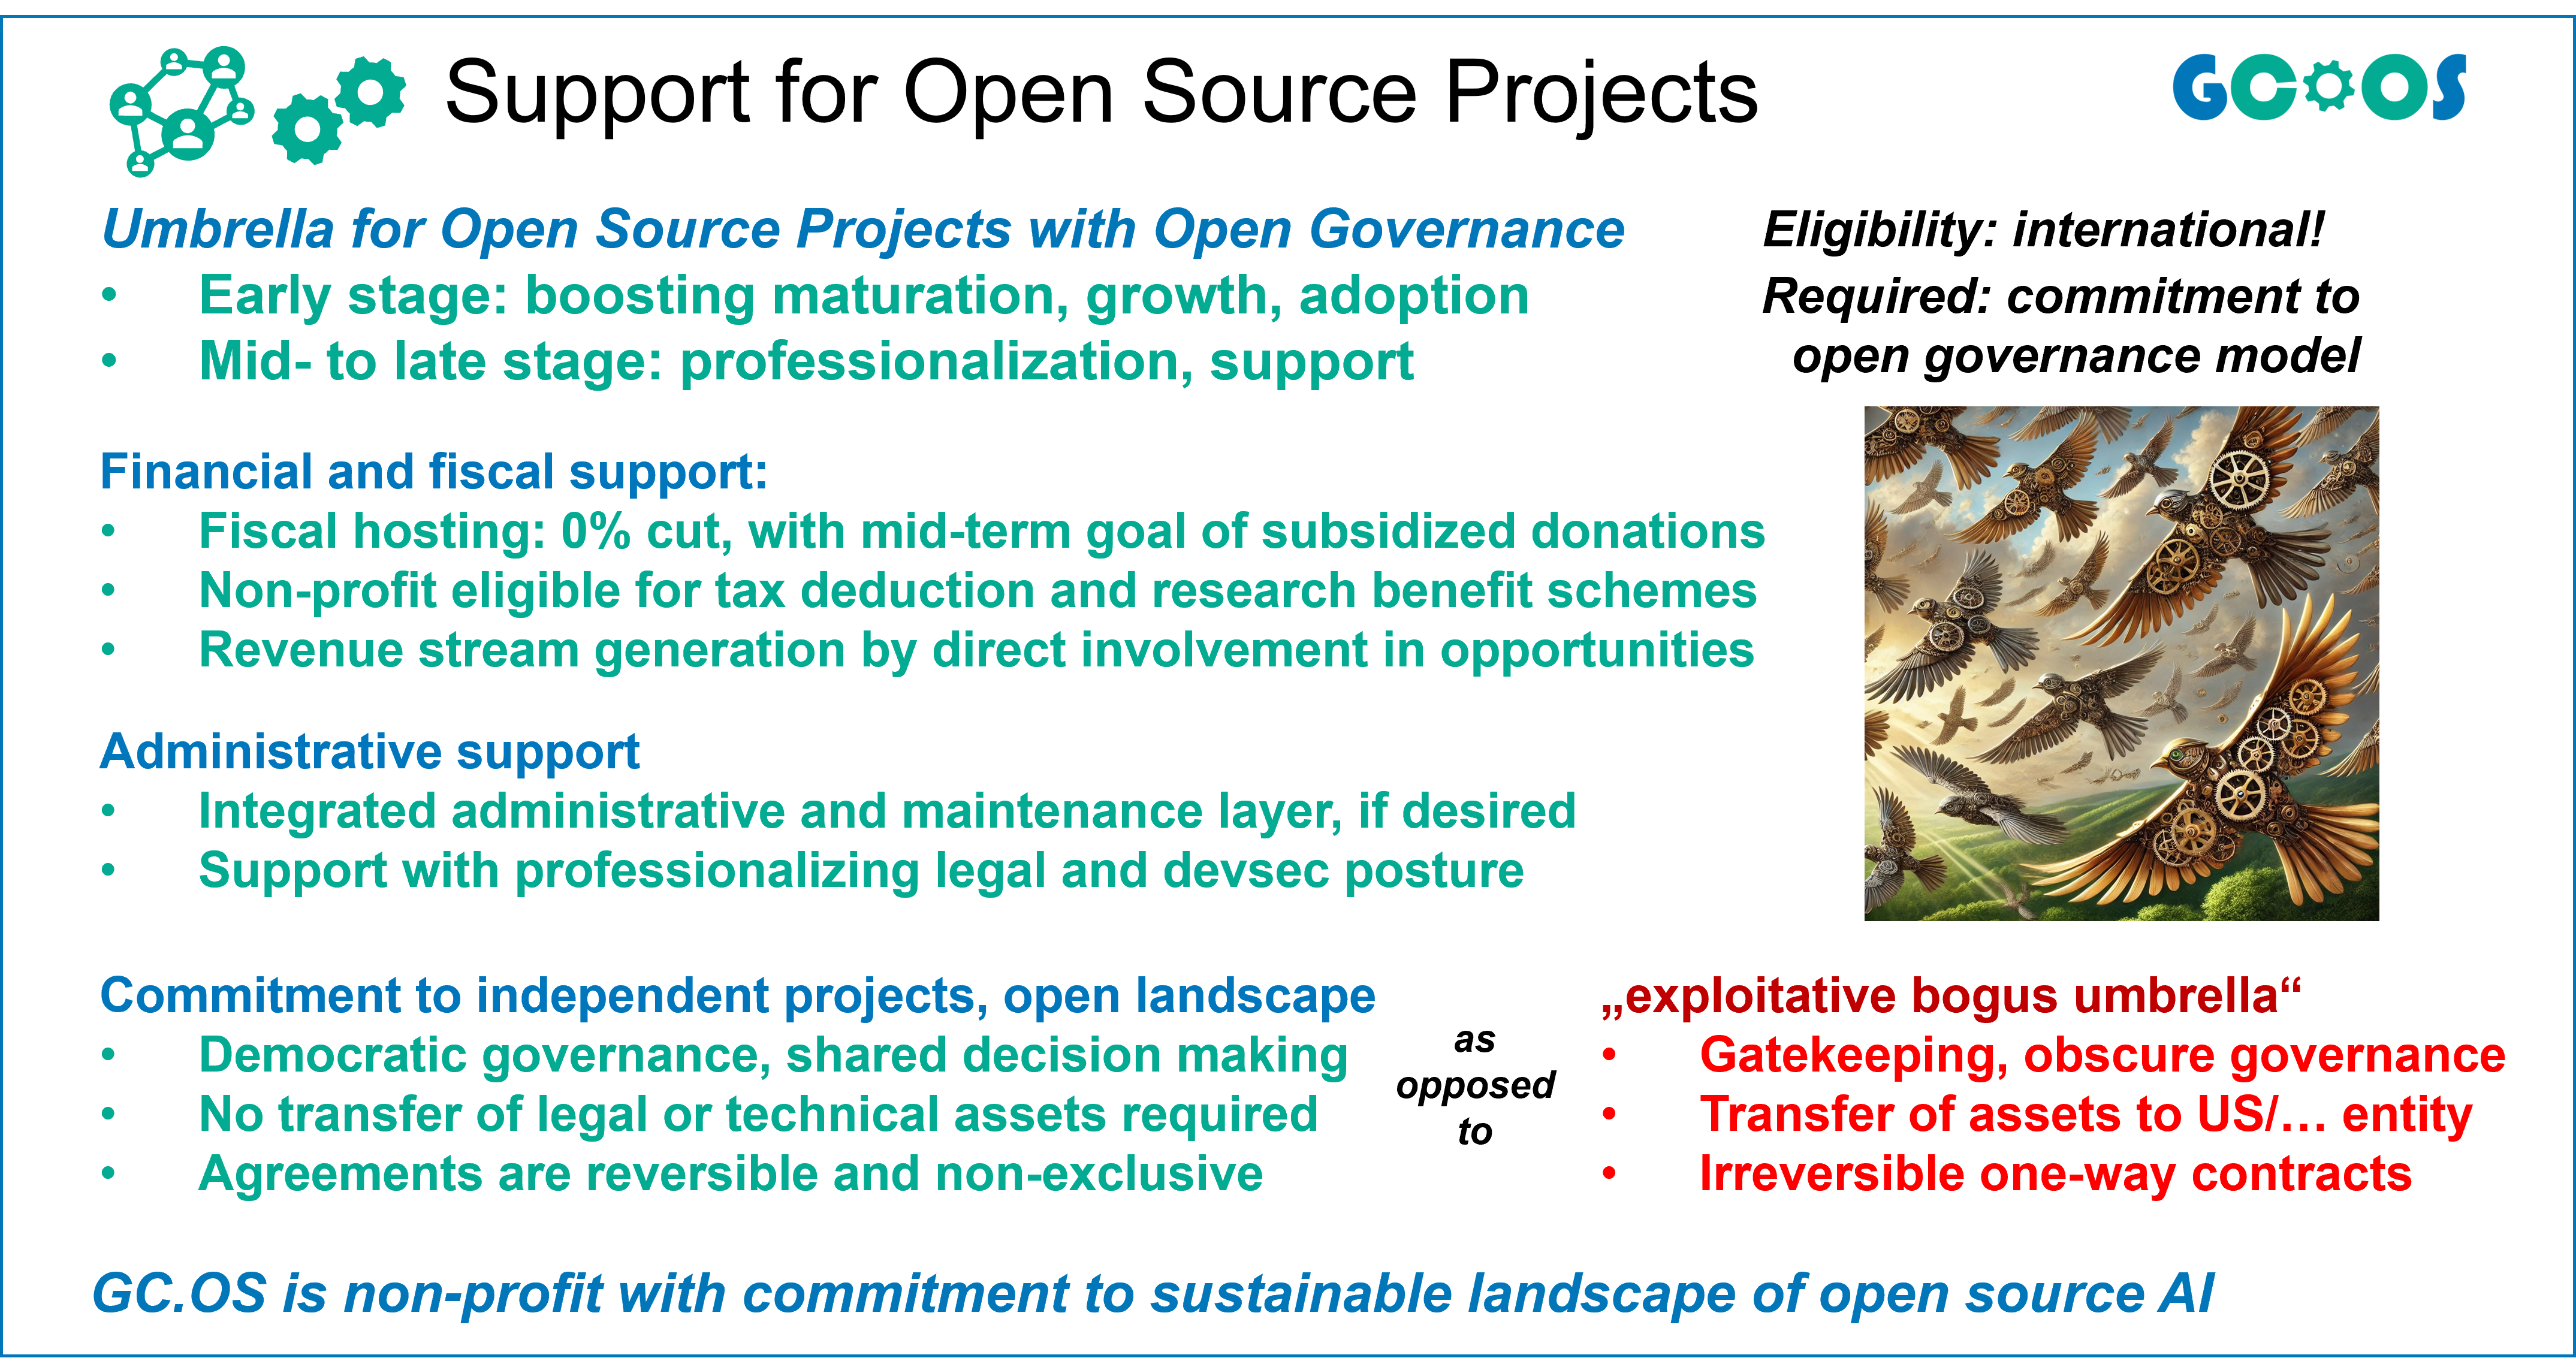 Support for Open Source Projects
GC OS
Umbrella for Open Source Projects with Open Governance
• Early stage: boosting maturation, growth, adoption
• Mid- to late stage: professionalization, support
Eligibility: international!
Required: commitment to
open governance model
Financial and fiscal support:
• Fiscal hosting: 0% cut, with mid-term goal of subsidized donations
• Non-profit eligible for tax deduction and research benefit schemes
• Revenue stream generation by direct involvement in opportunities
Administrative support
• Integrated administrative and maintenance layer, if desired
• Support with professionalizing legal and devsec posture
Commitment to independent projects, open landscape
• Democratic governance, shared decision making
• No transfer of legal or technical assets required
• Agreements are reversible and non-exclusive
as
opposed
to
„exploitative bogus umbrella“
• Gatekeeping, obscure governance
• Transfer of assets to US/… entity
• Irreversible one-way contracts
GC.OS is non-profit with commitment to sustainable landscape of open source AI